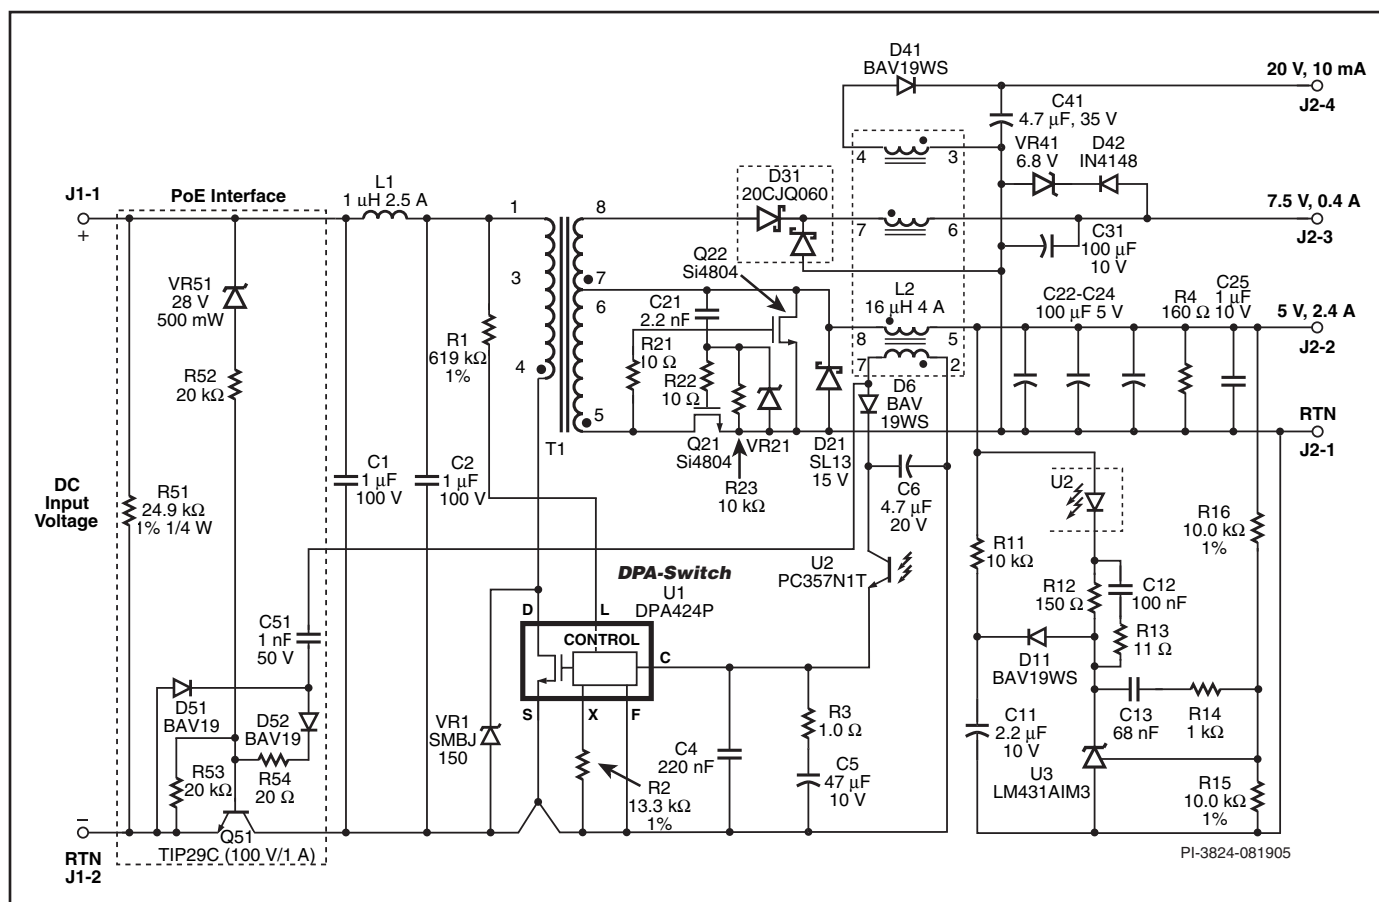 D41
BAV19WS
20 V, 10 mA
J2-4
C41
4.7 µF, 35 V
4
3
VR41
6.8 V
D42
IN4148
J1-1
+
PoE Interface
L1
1 µH 2.5 A
D31
20CJQ060
1
8
7
6
7.5 V, 0.4 A
J2-3
C31
100 µF
10 V
Q22
Si4804
3
7
6
VR51
28 V
500 mW
C21
2.2 nF
L2
16 µH 4 A
C22-C24
100 µF 5 V
R4
160 Ω
C25
1 µF
10 V
5 V, 2.4 A
J2-2
R1
619 kΩ
1%
R21
10 Ω
R22
10 Ω
8
5
7
2
4
R52
20 kΩ
D6
BAV
19WS
5
T1
Q21
Si4804
VR21
D21
SL13
15 V
RTN
J2-1
C1
1 µF
100 V
C2
1 µF
100 V
R23
10 kΩ
C6
4.7 µF
20 V
U2
DC
Input
Voltage
R51
24.9 kΩ
1% 1/4 W
R16
10.0 kΩ
1%
R11
10 kΩ
DPA-Switch
U1
DPA424P
U2
PC357N1T
R12
150 Ω
C12
100 nF
D
L
C51
1 nF
50 V
CONTROL
C
R13
11 Ω
D11
BAV19WS
D51
BAV19
D52
BAV19
S
X
F
VR1
SMBJ
150
R3
1.0 Ω
C4
220 nF
C11
2.2 µF
10 V
C13
68 nF
R14
1 kΩ
R53
20 kΩ
R54
20 Ω
R2
13.3 kΩ
1%
C5
47 µF
10 V
U3
LM431AIM3
R15
10.0 kΩ
1%
–
RTN
J1-2
Q51
TIP29C (100 V/1 A)
PI-3824-081905